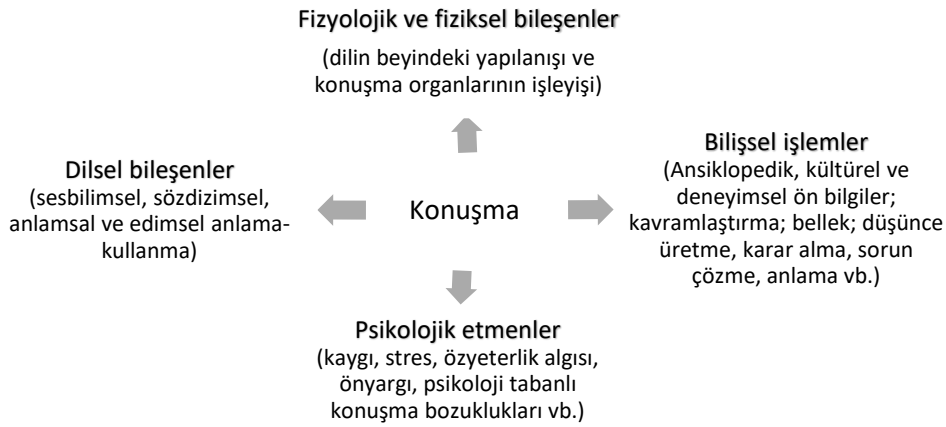 Fizyolojik ve fiziksel bileşenler
(dilin beyindeki yapılanışı ve
konuşma organlarının işleyişi)
Dilsel bileşenler
(sesbilimsel, sözdizimsel,
anlamsal ve edimsel anlama-
kullanma)
Konuşma
Bilişsel işlemler
(Ansiklopedik, kültürel ve
deneyimsel ön bilgiler;
kavramlaştırma; bellek; düşünce
üretme, karar alma, sorun
çözme, anlama vb.)
Psikolojik etmenler
(kaygı, stres, özyeterlik algısı,
önyargı, psikoloji tabanlı
konuşma bozuklukları vb.)